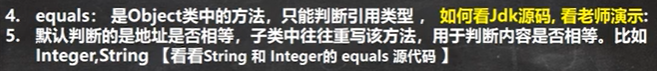 4. equals： 是Object类中的方法，只能判断引用类型 ， 如何看Jdk源码, 看老师演示:
5. 默认判断的是地址是否相等，子类中往往重写该方法，用于判断内容是否相等。比如
Integer,String 【看看String 和 Integer的 equals 源代码 】